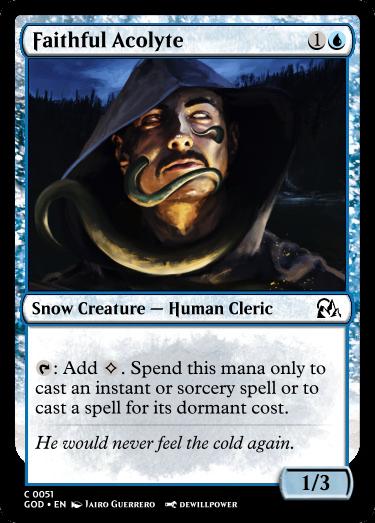 Faithful Acolyte 1
Snow Creature — Human Cleric
: Add . Spend this mana only to
cast an instant or sorcery spell or to
cast a spell for its dormant cost.
He would never feel the cold again.
1/3
C 0051
GOD • EN JAIRO GUERRERO DEWILLPOWER